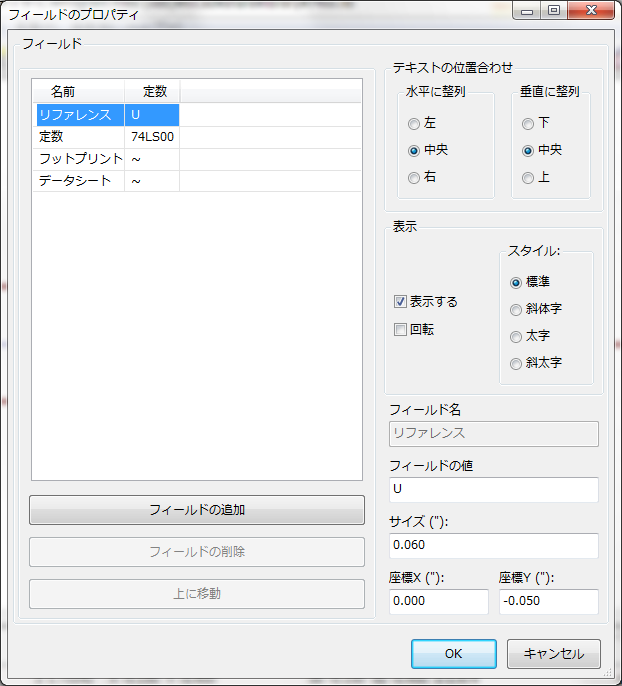 フィールドのプロパティ
フィールド
名前 定数
リファレンス U
定数 74LS00
フットプリント ~
データシート ~
フィールドの追加
フィールドの削除
上に移動
テキストの位置合わせ
水平に整列
左
中央
右
垂直に整列
下
中央
上
表示
表示する
回転
スタイル:
標準
斜体字
太字
斜太字
フィールド名
リファレンス
フィールドの値
U
サイズ ("):
0.060
座標X ("): 座標Y ("):
0.000 -0.050
OK キャンセル